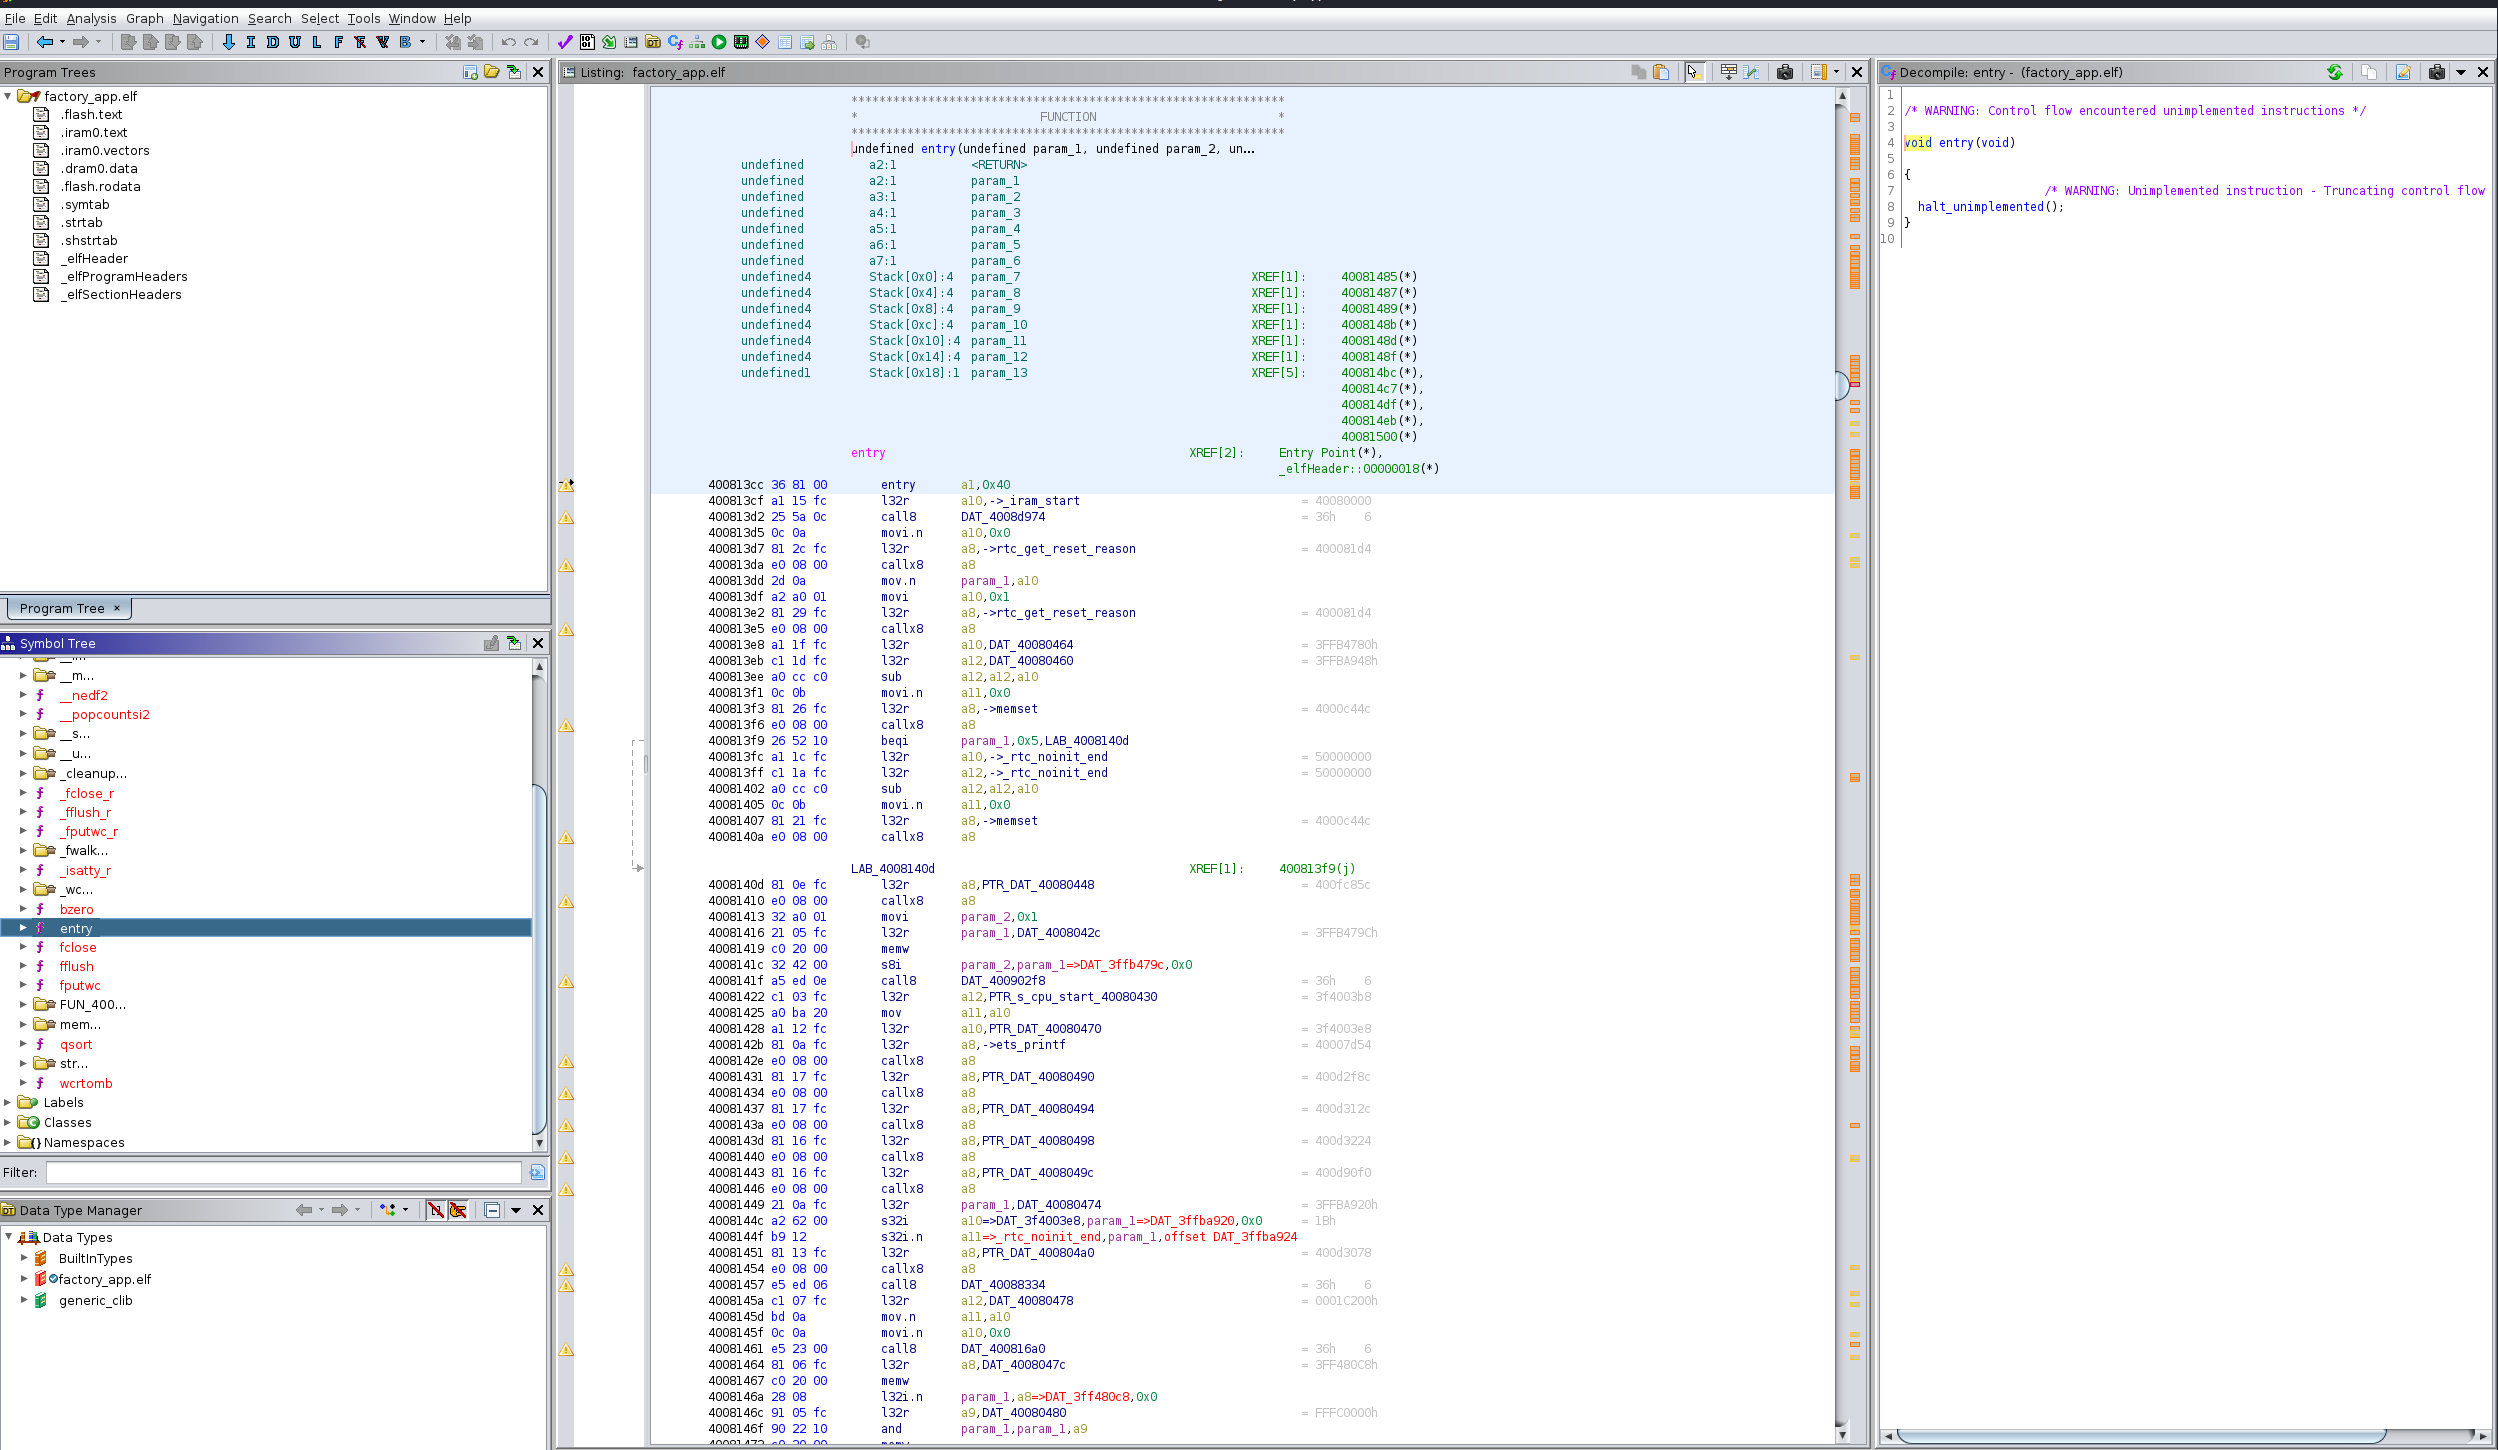 File Edit Analysis Graph Navigation Search Select Tools Window Help
Program Trees
factory_app.elf
.flash.text
.iram0.text
.iram0.vectors
.dram0.data
.flash.rodata
.symtab
.strtab
.shstrtab
_elfHeader
_elfProgramHeaders
_elfSectionHeaders
Program Tree ×
Symbol Tree
__m...
__nedf2
__popcountsi2
__s...
__u...
_cleanup...
_fclose_r
_fflush_r
_fputwc_r
_fwalk...
_isatty_r
_wc...
bzero
entry
fclose
fflush
fputwc
FUN_400...
mem...
qsort
str...
wcrtomb
Labels
Classes
Namespaces
Filter:
Data Type Manager
Data Types
BuiltInTypes
factory_app.elf
generic_clib
Listing: factory_app.elf
**************************************************************
* FUNCTION *
**************************************************************
undefined entry(undefined param_1, undefined param_2, un...
undefined a2:1 <RETURN>
undefined a2:1 param_1
undefined a3:1 param_2
undefined a4:1 param_3
undefined a5:1 param_4
undefined a6:1 param_5
undefined a7:1 param_6
undefined4 Stack[0x0]:4 param_7 XREF[1]: 40081485(*)
undefined4 Stack[0x4]:4 param_8 XREF[1]: 40081487(*)
undefined4 Stack[0x8]:4 param_9 XREF[1]: 40081489(*)
undefined4 Stack[0xc]:4 param_10 XREF[1]: 4008148b(*)
undefined4 Stack[0x10]:4 param_11 XREF[1]: 4008148d(*)
undefined4 Stack[0x14]:4 param_12 XREF[1]: 4008148f(*)
undefined1 Stack[0x18]:1 param_13 XREF[5]: 400814bc(*),
400814c7(*),
400814df(*),
400814eb(*),
40081500(*)
entry XREF[2]: Entry Point(*),
_elfHeader::00000018(*)
400813cc 36 81 00 entry a1,0x40
400813cf a1 15 fc l32r a10,->_iram_start = 40080000
400813d2 25 5a 0c call8 DAT_4008d974 = 36h 6
400813d5 0c 0a movi.n a10,0x0
400813d7 81 2c fc l32r a8,->rtc_get_reset_reason = 400081d4
400813da e0 08 00 callx8 a8
400813dd 2d 0a mov.n param_1,a10
400813df a2 a0 01 movi a10,0x1
400813e2 81 29 fc l32r a8,->rtc_get_reset_reason = 400081d4
400813e5 e0 08 00 callx8 a8
400813e8 a1 1f fc l32r a10,DAT_40080464 = 3FFB4780h
400813eb c1 1d fc l32r a12,DAT_40080460 = 3FFBA948h
400813ee a0 cc c0 sub a12,a12,a10
400813f1 0c 0b movi.n a11,0x0
400813f3 81 26 fc l32r a8,->memset = 4000c44c
400813f6 e0 08 00 callx8 a8
400813f9 26 52 10 beqi param_1,0x5,LAB_4008140d
400813fc a1 1c fc l32r a10,->_rtc_noinit_end = 50000000
400813ff c1 1a fc l32r a12,->_rtc_noinit_end = 50000000
40081402 a0 cc c0 sub a12,a12,a10
40081405 0c 0b movi.n a11,0x0
40081407 81 21 fc l32r a8,->memset = 4000c44c
4008140a e0 08 00 callx8 a8
LAB_4008140d XREF[1]: 400813f9(j)
4008140d 81 0e fc l32r a8,PTR_DAT_40080448 = 400fc85c
40081410 e0 08 00 callx8 a8
40081413 32 a0 01 movi param_2,0x1
40081416 21 05 fc l32r param_1,DAT_4008042c = 3FFB479Ch
40081419 c0 20 00 memw
4008141c 32 42 00 s8i param_2,param_1=>DAT_3ffb479c,0x0
4008141f a5 ed 0e call8 DAT_400902f8 = 36h 6
40081422 c1 03 fc l32r a12,PTR_s_cpu_start_40080430 = 3f4003b8
40081425 a0 ba 20 mov a11,a10
40081428 a1 12 fc l32r a10,PTR_DAT_40080470 = 3f4003e8
4008142b 81 0a fc l32r a8,->ets_printf = 40007d54
4008142e e0 08 00 callx8 a8
40081431 81 17 fc l32r a8,PTR_DAT_40080490 = 400d2f8c
40081434 e0 08 00 callx8 a8
40081437 81 17 fc l32r a8,PTR_DAT_40080494 = 400d312c
4008143a e0 08 00 callx8 a8
4008143d 81 16 fc l32r a8,PTR_DAT_40080498 = 400d3224
40081440 e0 08 00 callx8 a8
40081443 81 16 fc l32r a8,PTR_DAT_4008049c = 400d90f0
40081446 e0 08 00 callx8 a8
40081449 21 0a fc l32r param_1,DAT_40080474 = 3FFBA920h
4008144c a2 62 00 s32i a10=>DAT_3f4003e8,param_1=>DAT_3ffba920,0x0 = 1Bh
4008144f b9 12 s32i.n a11=>_rtc_noinit_end,param_1,offset DAT_3ffba924
40081451 81 13 fc l32r a8,PTR_DAT_400804a0 = 400d3078
40081454 e0 08 00 callx8 a8
40081457 e5 ed 06 call8 DAT_40088334 = 36h 6
4008145a c1 07 fc l32r a12,DAT_40080478 = 0001C200h
4008145d bd 0a mov.n a11,a10
4008145f 0c 0a movi.n a10,0x0
40081461 e5 23 00 call8 DAT_400816a0 = 36h 6
40081464 81 06 fc l32r a8,DAT_4008047c = 3FF480C8h
40081467 c0 20 00 memw
4008146a 28 08 l32i.n param_1,a8=>DAT_3ff480c8,0x0
4008146c 91 05 fc l32r a9,DAT_40080480 = FFFC0000h
4008146f 90 22 10 and param_1,param_1,a9
Decompile: entry - (factory_app.elf)
1
2 /* WARNING: Control flow encountered unimplemented instructions */
3
4 void entry(void)
5
6 {
7 /* WARNING: Unimplemented instruction - Truncating control flow
8 halt_unimplemented();
9 }
10